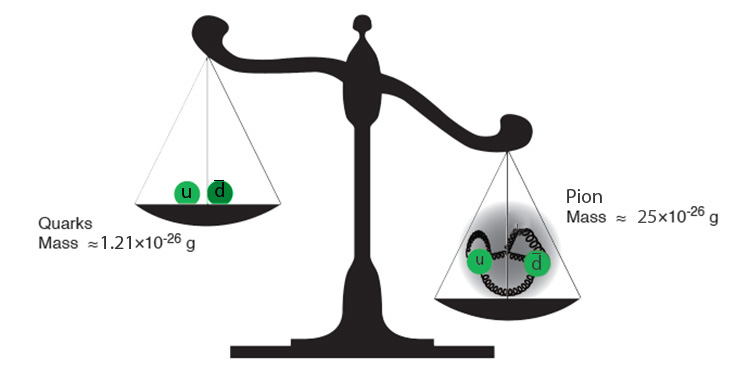 u d̅
Quarks
Mass ≈1.21×10⁻²⁶ g
Pion
Mass ≈ 25×10⁻²⁶ g
u d̅